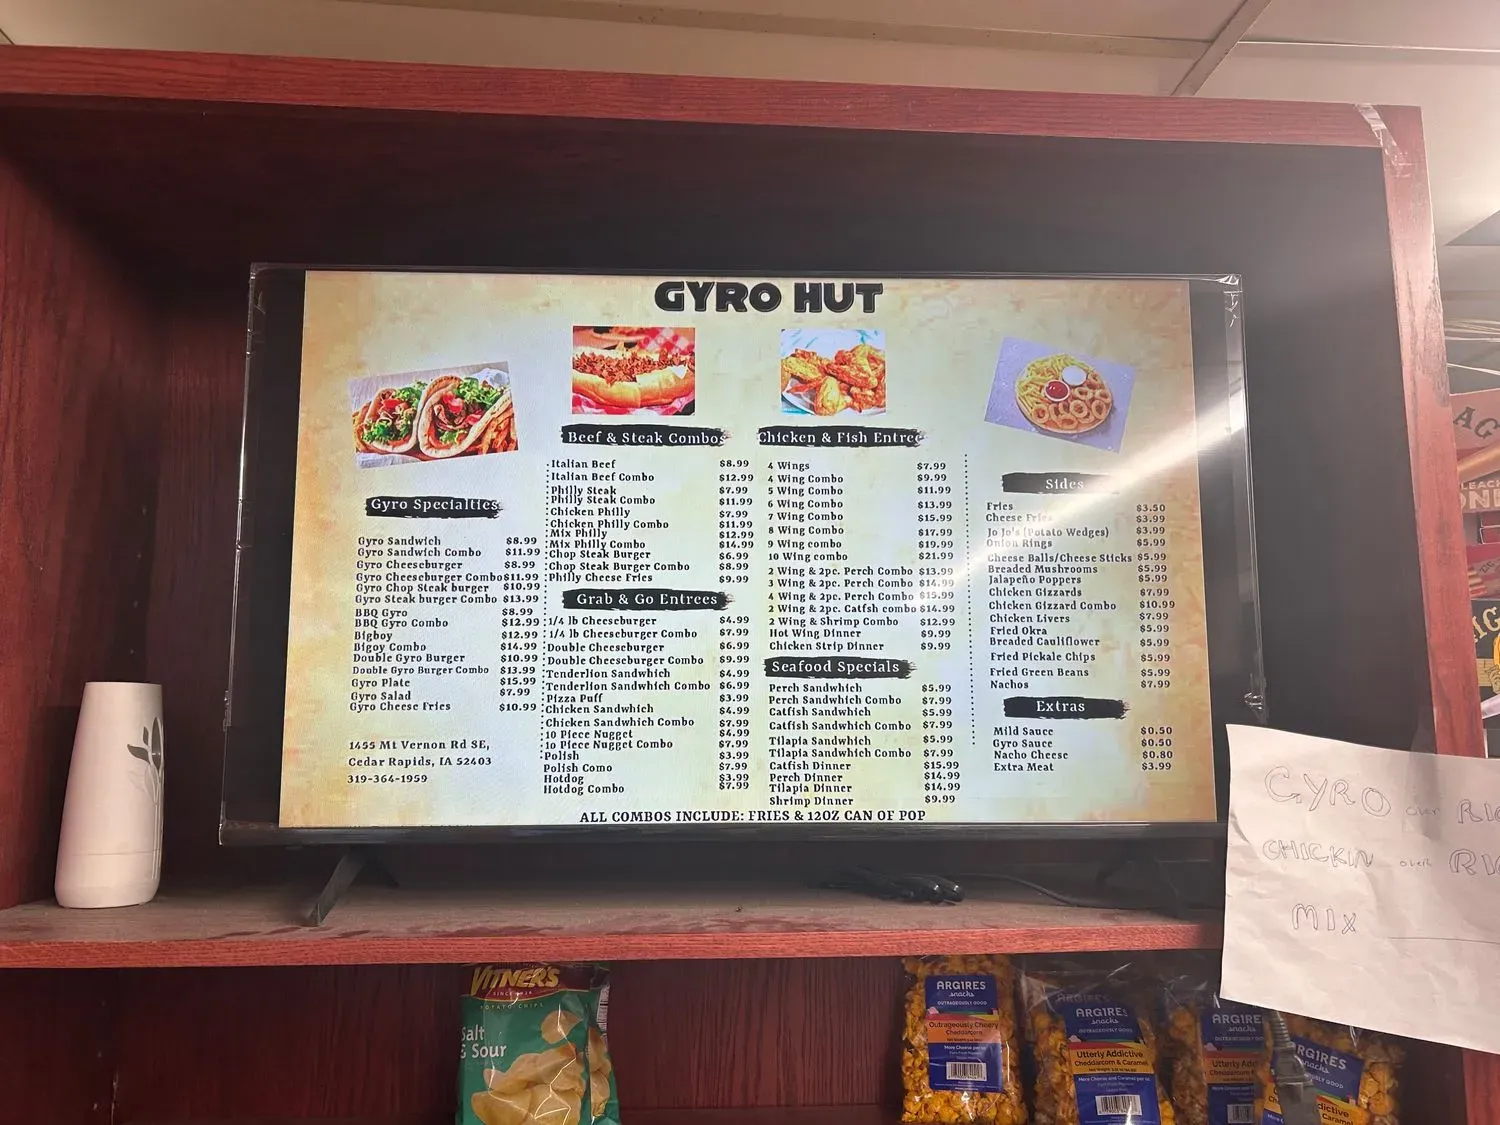 GYRO HUT
Gyro Specialties
Gyro Sandwich $8.99
Gyro Sandwich Combo $11.99
Gyro Cheeseburger $8.99
Gyro Cheeseburger Combo $11.99
Gyro Chop Steak burger $10.99
Gyro Steak burger Combo $13.99
BBQ Gyro $8.99
BBQ Gyro Combo $12.99
Bigboy $12.99
Bigoy Combo $14.99
Double Gyro Burger $10.99
Double Gyro Burger Combo $13.99
Gyro Plate $15.99
Gyro Salad $7.99
Gyro Cheese Fries $10.99
1455 Mt Vernon Rd SE,
Cedar Rapids, IA 52403
319-364-1959
Beef & Steak Combos
Italian Beef $8.99
Italian Beef Combo $12.99
Philly Steak $7.99
Philly Steak Combo $11.99
Chicken Philly $7.99
Chicken Philly Combo $11.99
Mix Philly $12.99
Mix Philly Combo $14.99
Chop Steak Burger $6.99
Chop Steak Burger Combo $8.99
Philly Cheese Fries $9.99
Grab & Go Entrees
1/4 lb Cheeseburger $4.99
1/4 lb Cheeseburger Combo $7.99
Double Cheeseburger $6.99
Double Cheeseburger Combo $9.99
Tenderlion Sandwhich $4.99
Tenderlion Sandwhich Combo $6.99
Pizza Puff $3.99
Chicken Sandwhich $4.99
Chicken Sandwhich Combo $7.99
10 Piece Nugget $4.99
10 Piece Nugget Combo $7.99
Polish $3.99
Polish Como $7.99
Hotdog $3.99
Hotdog Combo $7.99
Chicken & Fish Entree
4 Wings $7.99
4 Wing Combo $9.99
5 Wing Combo $11.99
6 Wing Combo $13.99
7 Wing Combo $15.99
8 Wing Combo $17.99
9 Wing combo $19.99
10 Wing combo $21.99
2 Wing & 2pc. Perch Combo $13.99
3 Wing & 2pc. Perch Combo $14.99
4 Wing & 2pc. Perch Combo $15.99
2 Wing & 2pc. Catfsh combo $14.99
2 Wing & Shrimp Combo $12.99
Hot Wing Dinner $9.99
Chicken Strip Dinner $9.99
Seafood Specials
Perch Sandwhich $5.99
Perch Sandwhich Combo $7.99
Catfish Sandwhich $5.99
Catfish Sandwhich Combo $7.99
Tilapia Sandwhich $5.99
Tilapia Sandwhich Combo $7.99
Catfish Dinner $15.99
Perch Dinner $14.99
Tilapia Dinner $14.99
Shrimp Dinner $9.99
Sides
Fries $3.50
Cheese Fries $3.99
Jo Jo's (Potato Wedges) $3.99
Onion Rings $5.99
Cheese Balls/Cheese Sticks $5.99
Breaded Mushrooms $5.99
Jalapeño Poppers $5.99
Chicken Gizzards $7.99
Chicken Gizzard Combo $10.99
Chicken Livers $7.99
Fried Okra $5.99
Breaded Cauliflower $5.99
Fried Pickale Chips $5.99
Fried Green Beans $5.99
Nachos $7.99
Extras
Mild Sauce $0.50
Gyro Sauce $0.50
Nacho Cheese $0.80
Extra Meat $3.99
ALL COMBOS INCLUDE: FRIES & 12OZ CAN OF POP
GYRO over
CHICKIN over
MIX
VITNER'S
SINCE 1926
POTATO CHIPS
Salt
& Sour
ARGIRES
snacks
OUTRAGEOUSLY GOOD
Outrageously Cheesy
Cheddarcorn
ARGIRES
snacks
Utterly Addictive
Cheddarcorn & Caramel
ARGIRES
snacks
ARGIRES
snacks